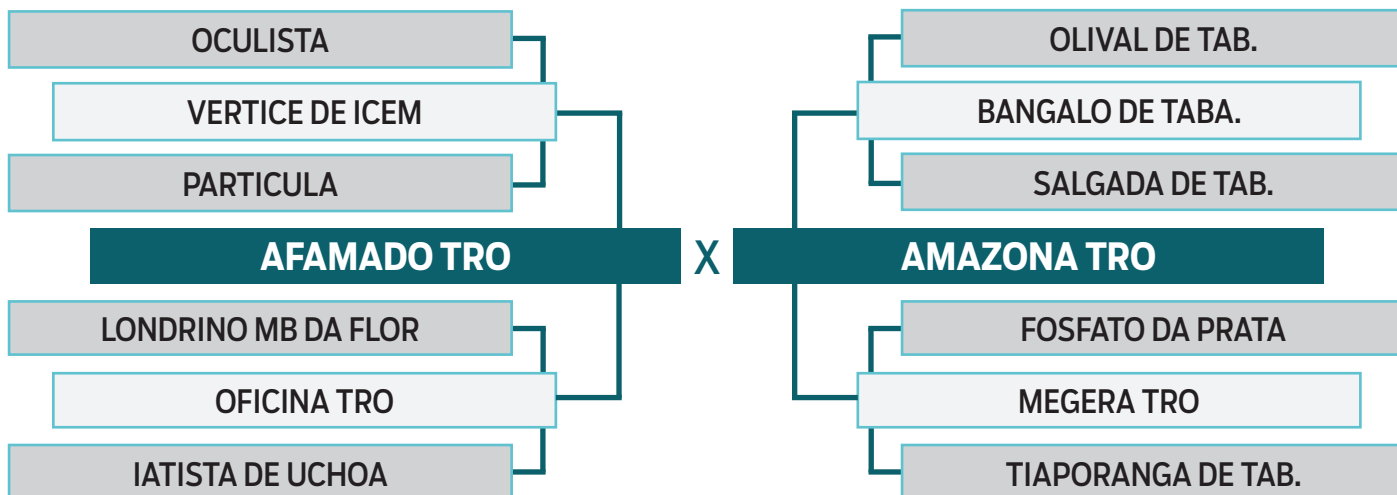 OCULISTA
VERTICE DE ICEM
PARTICULA
AFAMADO TRO
LONDRINO MB DA FLOR
OFICINA TRO
IATISTA DE UCHOA
X
OLIVAL DE TAB.
BANGALO DE TABA.
SALGADA DE TAB.
AMAZONA TRO
FOSFATO DA PRATA
MEGERA TRO
TIAPORANGA DE TAB.